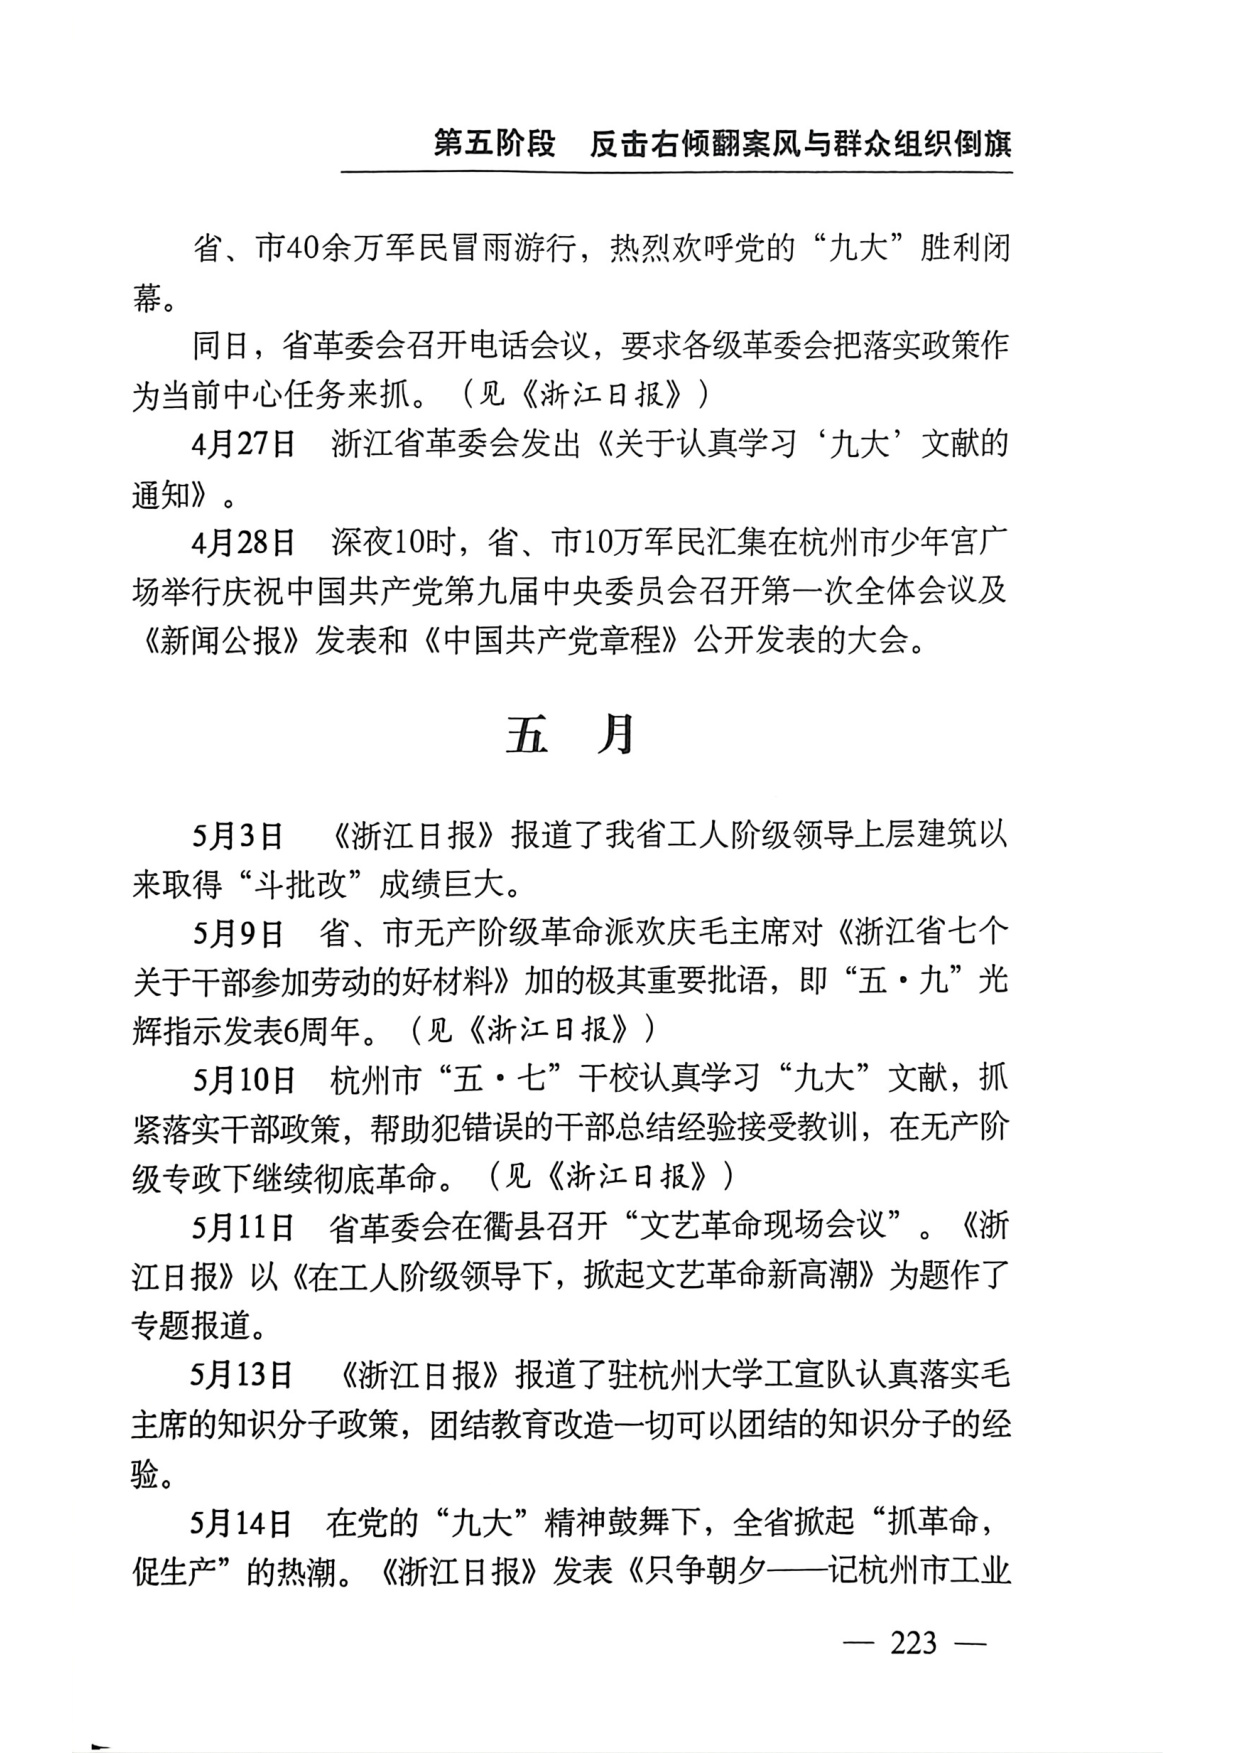 第五阶段 反击右倾翻案风与群众组织倒旗
省、市40余万军民冒雨游行，热烈欢呼党的“九大”胜利闭
幕。
同日，省革委会召开电话会议，要求各级革委会把落实政策作
为当前中心任务来抓。（见《浙江日报》）
4月27日 浙江省革委会发出《关于认真学习‘九大’文献的
通知》。
4月28日 深夜10时，省、市10万军民汇集在杭州市少年宫广
场举行庆祝中国共产党第九届中央委员会召开第一次全体会议及
《新闻公报》发表和《中国共产党章程》公开发表的大会。
五 月
5月3日 《浙江日报》报道了我省工人阶级领导上层建筑以
来取得“斗批改”成绩巨大。
5月9日 省、市无产阶级革命派欢庆毛主席对《浙江省七个
关于干部参加劳动的好材料》加的极其重要批语，即“五·九”光
辉指示发表6周年。（见《浙江日报》）
5月10日 杭州市“五·七”干校认真学习“九大”文献，抓
紧落实干部政策，帮助犯错误的干部总结经验接受教训，在无产阶
级专政下继续彻底革命。（见《浙江日报》）
5月11日 省革委会在衢县召开“文艺革命现场会议”。《浙
江日报》以《在工人阶级领导下，掀起文艺革命新高潮》为题作了
专题报道。
5月13日 《浙江日报》报道了驻杭州大学工宣队认真落实毛
主席的知识分子政策，团结教育改造一切可以团结的知识分子的经
验。
5月14日 在党的“九大”精神鼓舞下，全省掀起“抓革命，
促生产”的热潮。《浙江日报》发表《只争朝夕——记杭州市工业
— 223 —